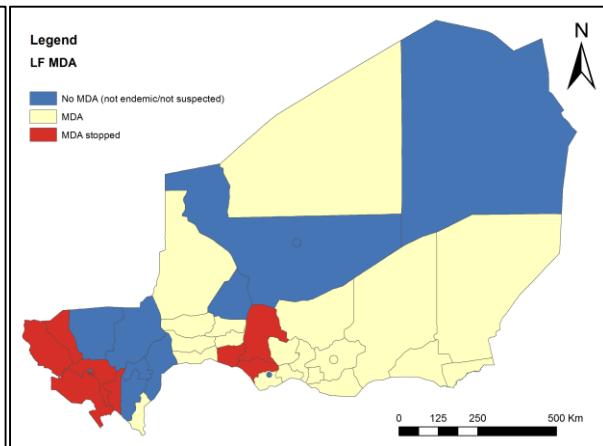 Legend
LF MDA
No MDA (not endemic/not suspected)
MDA
MDA stopped
N
0 125 250 500 Km